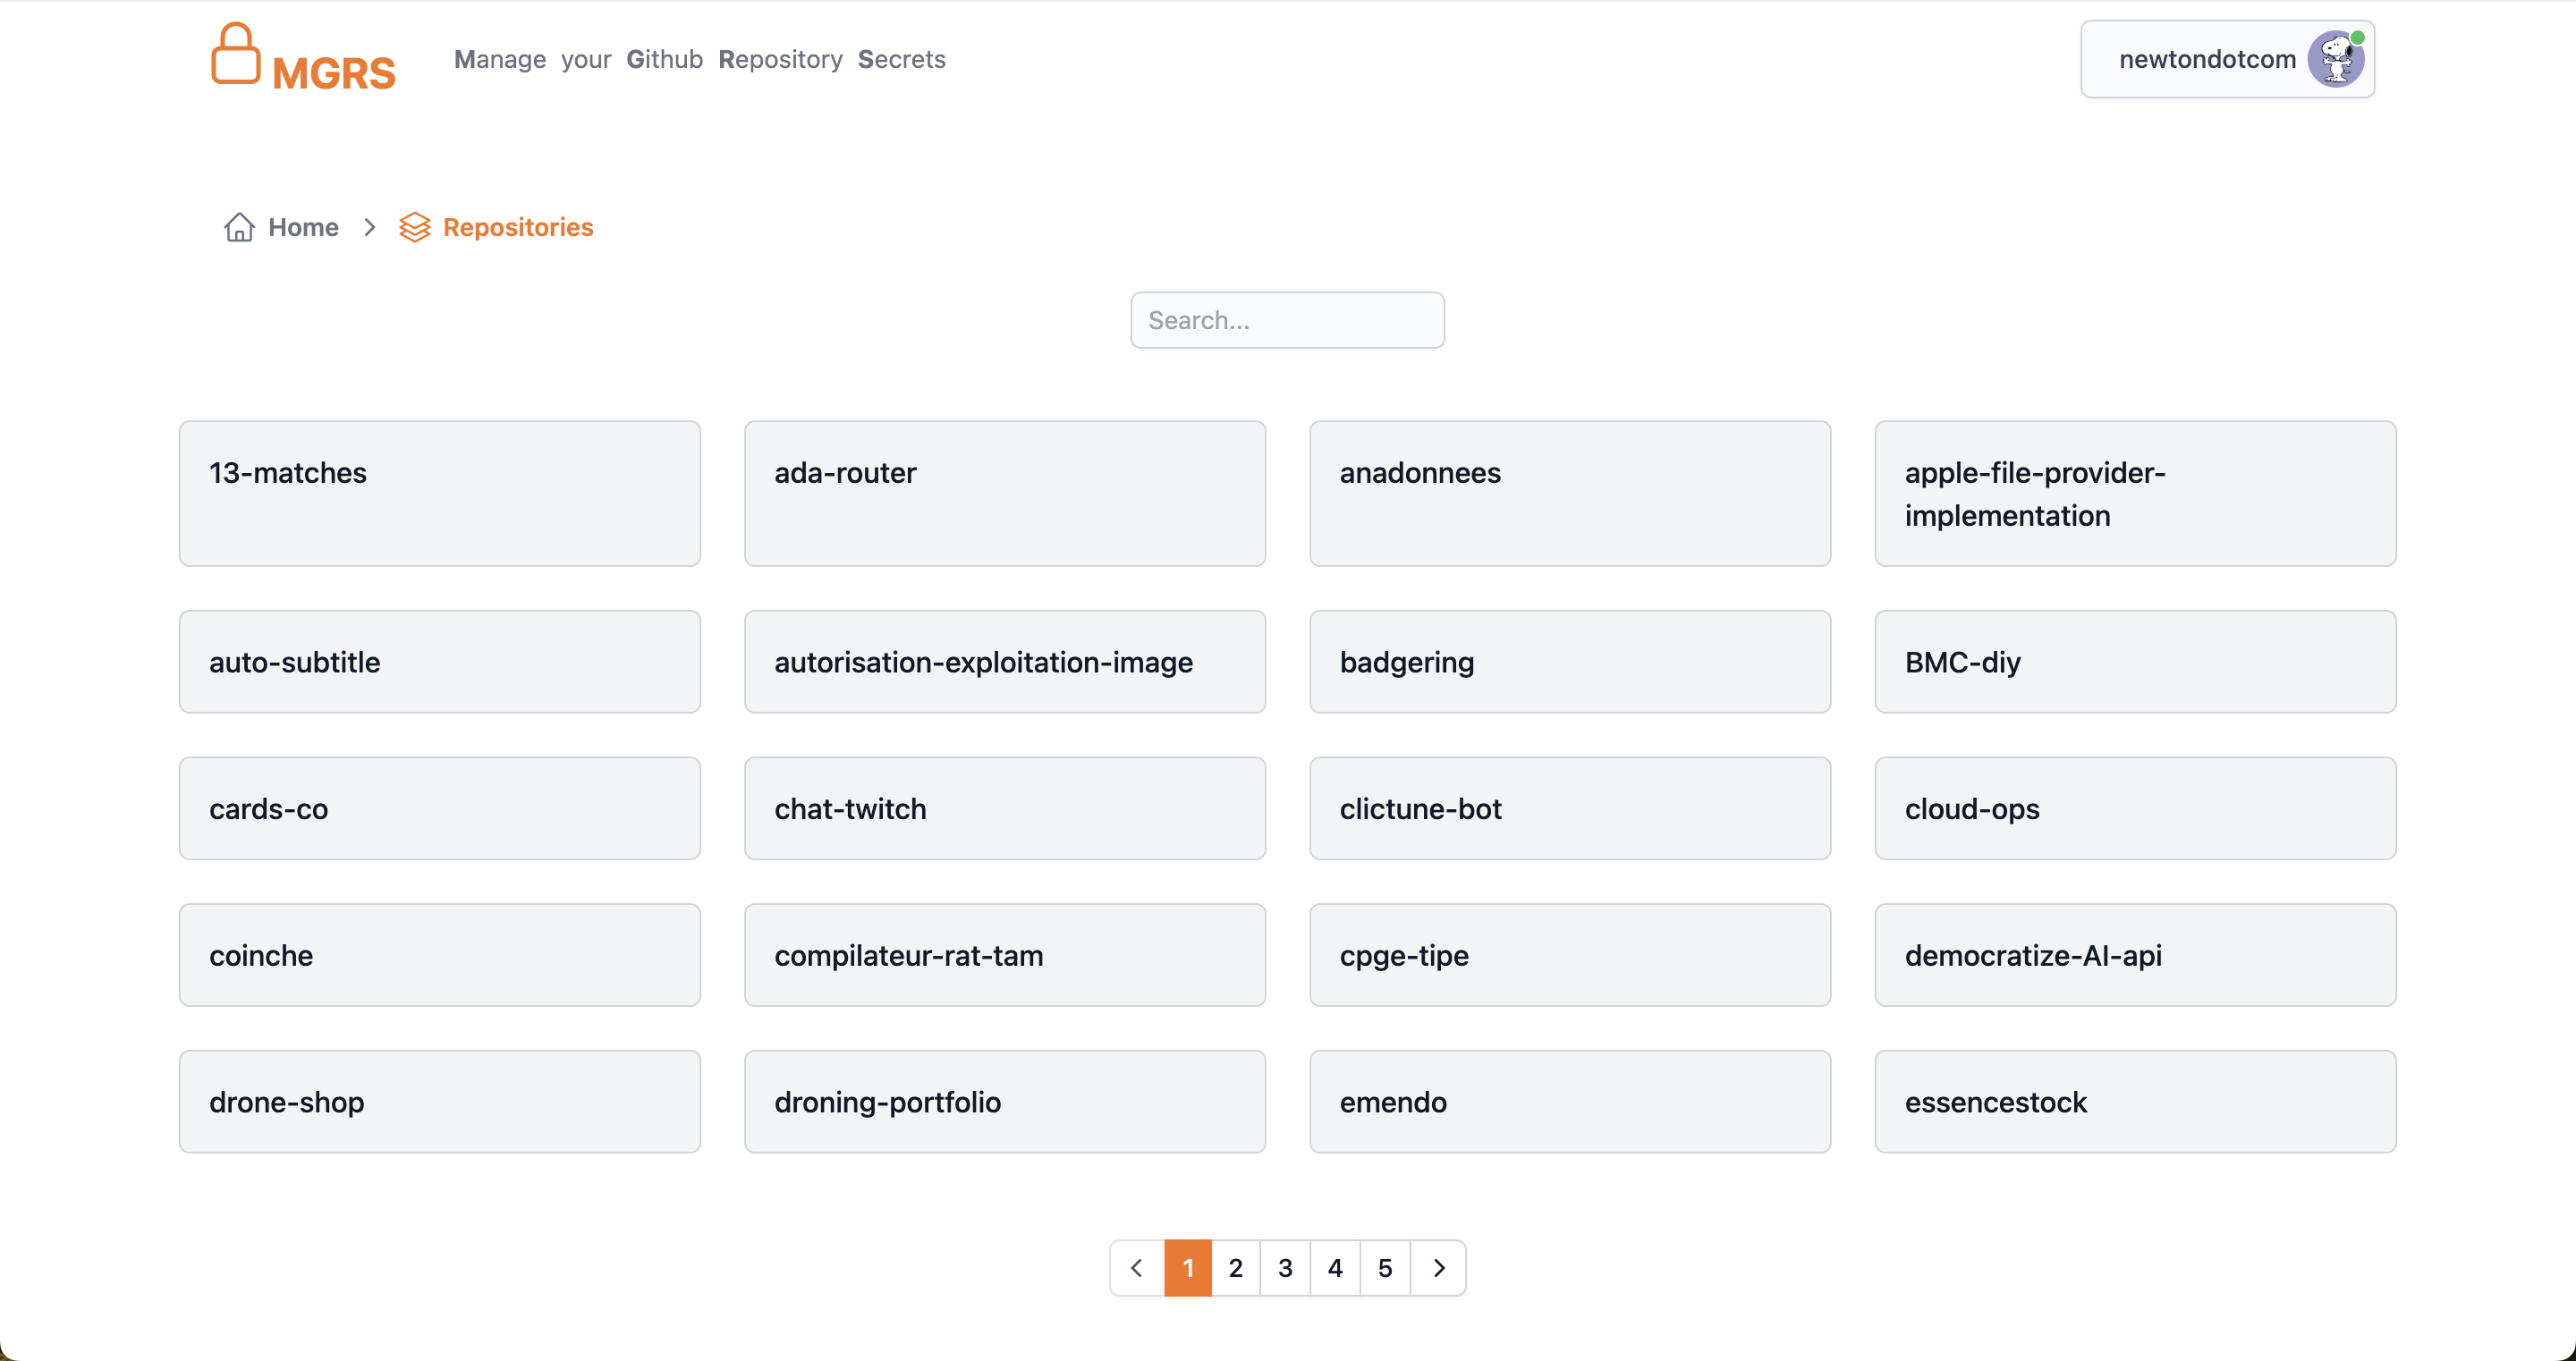 MGRS
Manage your Github Repository Secrets
newtondotcom
Home > Repositories
Search...
13-matches
ada-router
anadonnees
apple-file-provider-
implementation
auto-subtitle
autorisation-exploitation-image
badgering
BMC-diy
cards-co
chat-twitch
clictune-bot
cloud-ops
coinche
compilateur-rat-tam
cpge-tipe
democratize-AI-api
drone-shop
droning-portfolio
emendo
essencestock
< 1 2 3 4 5 >